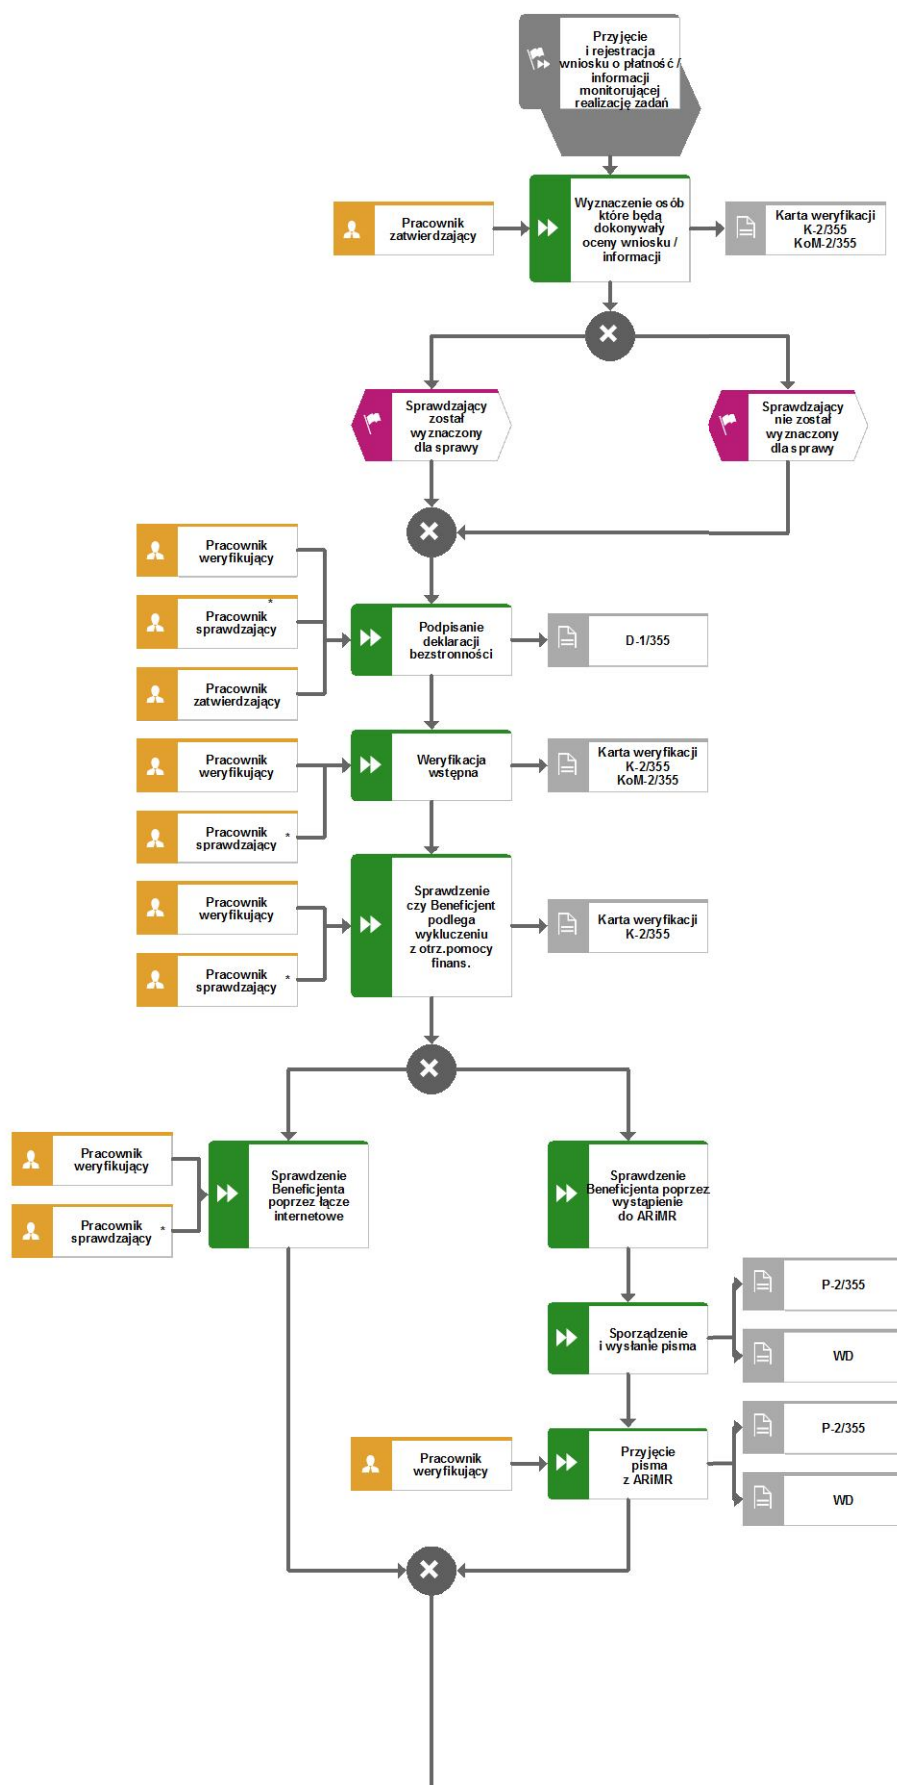 Przyjęcie
i rejestracja
wniosku o płatność /
informacji
monitorującej
realizację zadań
Pracownik
zatwierdzający
Wyznaczenie osób
które będą
dokonywały
oceny wniosku /
informacji
Karta weryfikacji
K-2/355
KoM-2/355
Sprawdzający
został
wyznaczony
dla sprawy
Sprawdzający
nie został
wyznaczony
dla sprawy
Pracownik
weryfikujący
Pracownik *
sprawdzający
Pracownik
zatwierdzający
Podpisanie
deklaracji
bezstronności
D-1/355
Pracownik
weryfikujący
Pracownik
sprawdzający *
Weryfikacja
wstępna
Karta weryfikacji
K-2/355
KoM-2/355
Pracownik
weryfikujący
Pracownik
sprawdzający *
Sprawdzenie
czy Beneficjent
podlega
wykluczeniu
z otrz.pomocy
finans.
Karta weryfikacji
K-2/355
Pracownik
weryfikujący
Pracownik
sprawdzający *
Sprawdzenie
Beneficjenta
poprzez łącze
internetowe
Sprawdzenie
Beneficjenta poprzez
wystąpienie
do ARiMR
Sporządzenie
i wysłanie pisma
P-2/355
WD
Pracownik
weryfikujący
Przyjęcie
pisma
z ARiMR
P-2/355
WD